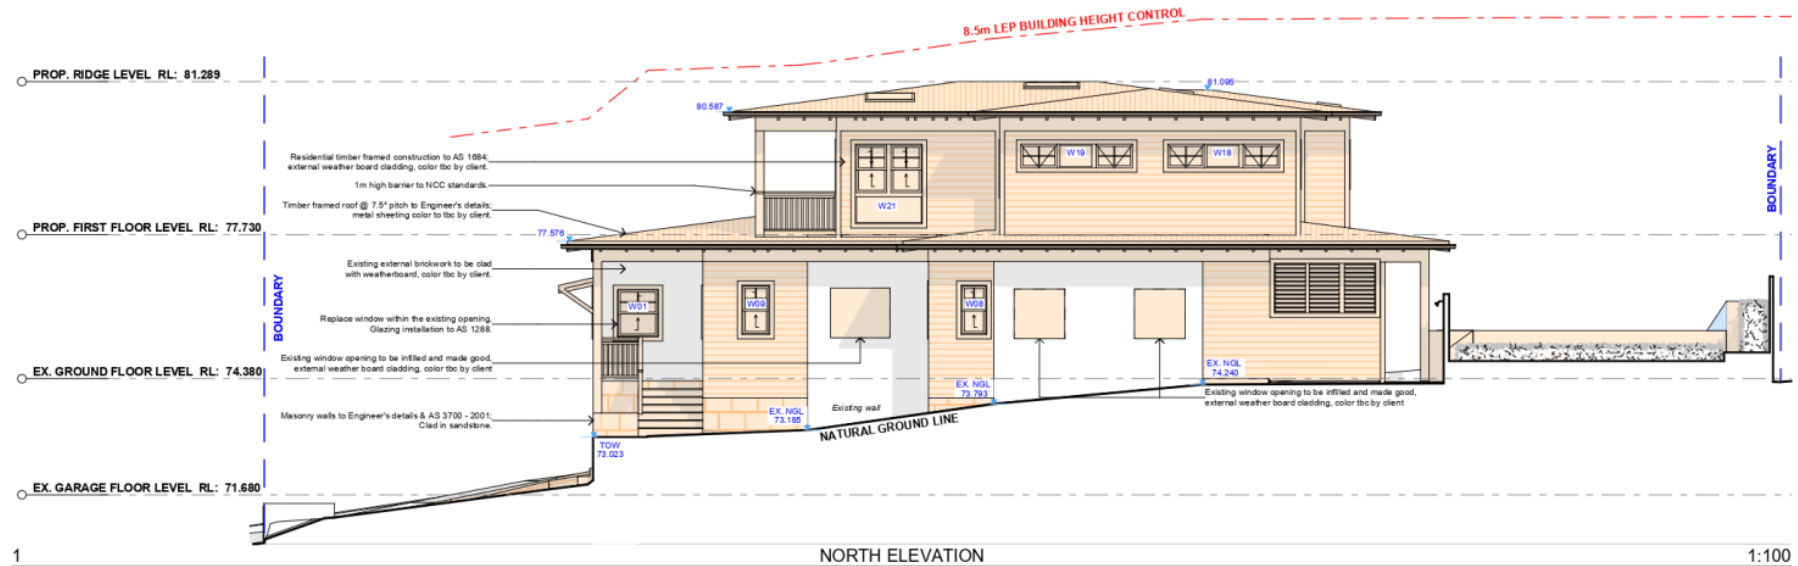 8.5m LEP BUILDING HEIGHT CONTROL
PROP. RIDGE LEVEL RL: 81.289
81.095
80.587
BOUNDARY
Residential timber framed construction to AS 1684;
external weather board cladding, color tbc by client.
W19
W18
1m high barrier to NCC standards.
Timber framed roof @ 7.5° pitch to Engineer's details;
metal sheeting color to tbc by client.
W21
PROP. FIRST FLOOR LEVEL RL: 77.730
77.576
Existing external brickwork to be clad
with weatherboard, color tbc by client.
BOUNDARY
W01
W09
W08
Replace window within the existing opening,
Glazing installation to AS 1288.
Existing window opening to be infilled and made good,
external weather board cladding, color tbc by client
EX. GROUND FLOOR LEVEL RL: 74.380
EX. NGL
74.240
EX. NGL
73.793
Existing window opening to be infilled and made good,
external weather board cladding, color tbc by client
Masonry walls to Engineer's details & AS 3700 - 2001;
Clad in sandstone.
EX. NGL
73.165
Existing wall
NATURAL GROUND LINE
TOW
73.023
EX. GARAGE FLOOR LEVEL RL: 71.680
1
NORTH ELEVATION
1:100